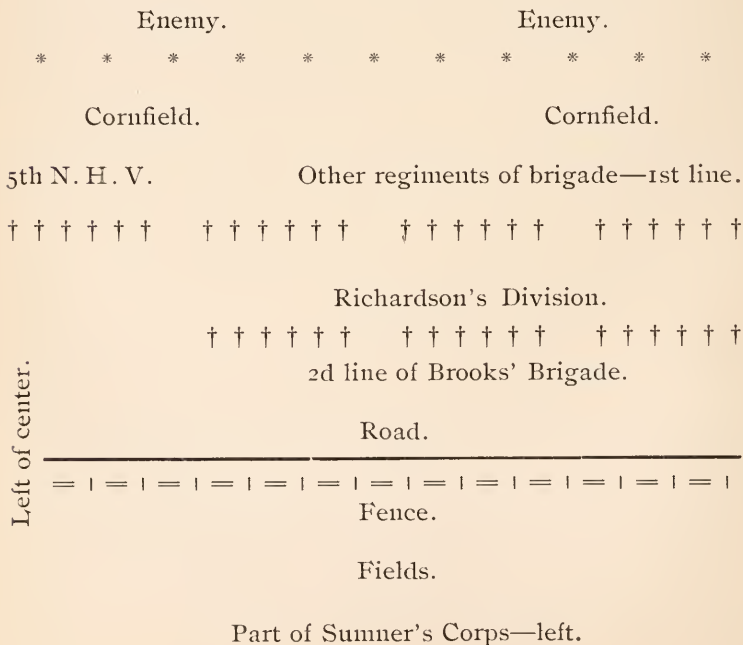 Enemy. Enemy.
* * * * * * * * * * *
Cornfield. Cornfield.
5th N. H. V. Other regiments of brigade—1st line.
† † † † † † † † † † † † † † † † † † † † † † † †
Richardson's Division.
† † † † † † † † † † † † † † † † † †
2d line of Brooks' Brigade.
Left of center.
Road.
= | = | = | = | = | = | = | = | = | = | = | = | = |
Fence.
Fields.
Part of Sumner's Corps—left.